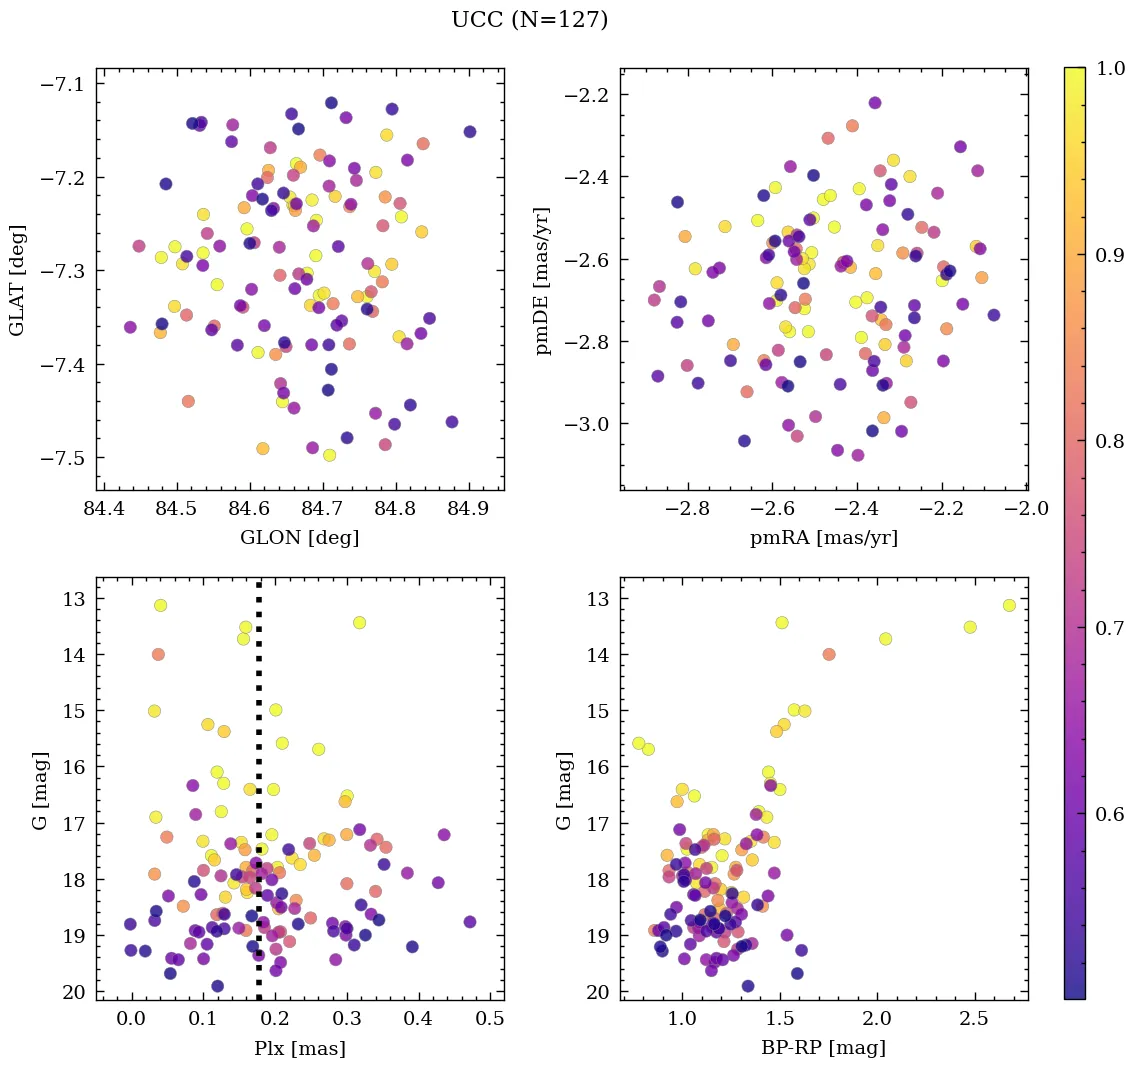 UCC (N=127)
−7.1
−7.2
−7.3
−7.4
−7.5
GLAT [deg]
84.4 84.5 84.6 84.7 84.8 84.9
GLON [deg]
−2.2
−2.4
−2.6
−2.8
−3.0
pmDE [mas/yr]
−2.8 −2.6 −2.4 −2.2 −2.0
pmRA [mas/yr]
13
14
15
16
17
18
19
20
G [mag]
0.0 0.1 0.2 0.3 0.4 0.5
Plx [mas]
13
14
15
16
17
18
19
20
G [mag]
1.0 1.5 2.0 2.5
BP-RP [mag]
1.0
0.9
0.8
0.7
0.6